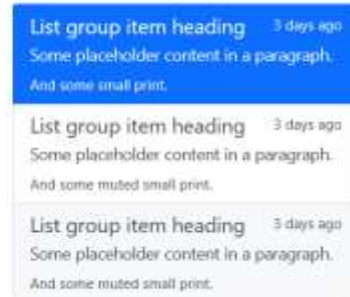 List group item heading 3 days ago
Some placeholder content in a paragraph.
And some small print.
List group item heading 3 days ago
Some placeholder content in a paragraph.
And some muted small print.
List group item heading 3 days ago
Some placeholder content in a paragraph.
And some muted small print.